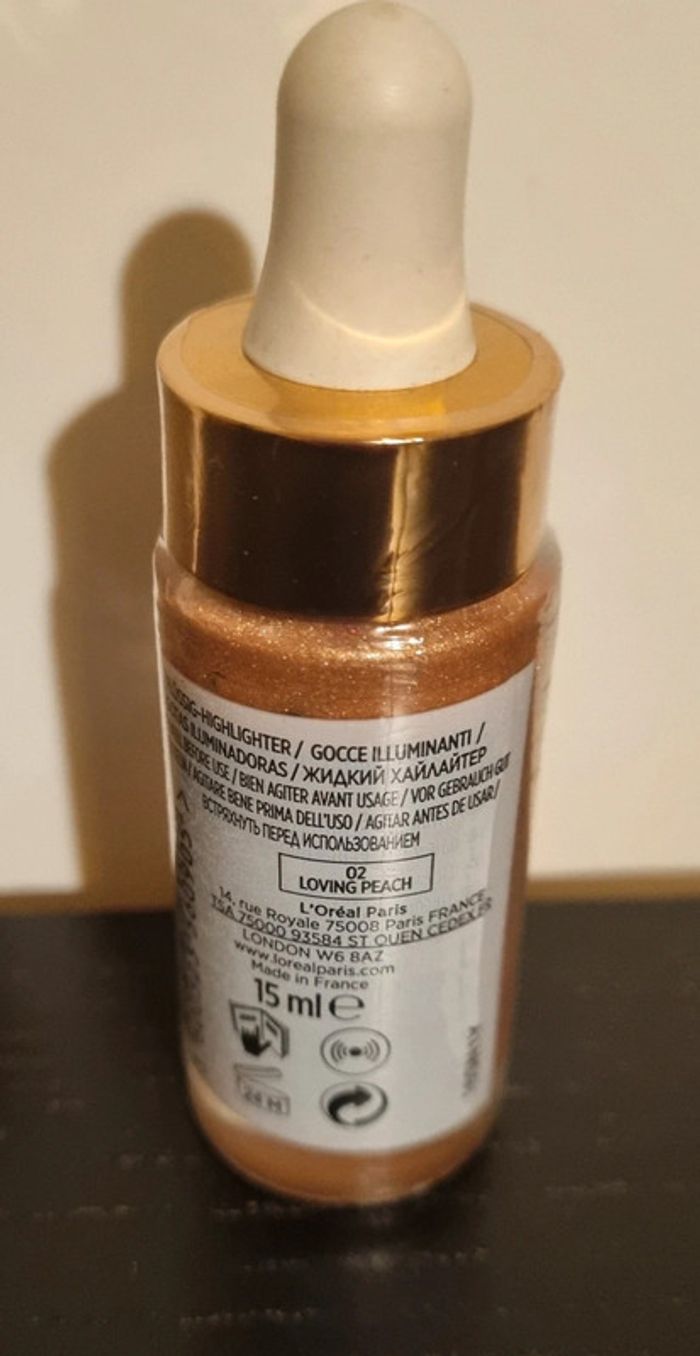 HIGHLIGHTER / GOCCE ILLUMINANTI /
ILUMINADORAS / ЖИДКИЙ ХАЙЛАЙТЕР
BEFORE USE / BIEN AGITER AVANT USAGE / VOR GEBRAUCH GUT
/ AGITARE BENE PRIMA DELL'USO / AGITAR ANTES DE USAR /
ВСТРЯХНУТЬ ПЕРЕД ИСПОЛЬЗОВАНИЕМ
02
LOVING PEACH
L'Oréal Paris
14, rue Royale 75008 Paris FRANCE
TSA 75000 93584 ST OUEN CEDEX FR
LONDON W6 8AZ
www.lorealparis.com
Made in France
15 ml e
24 M